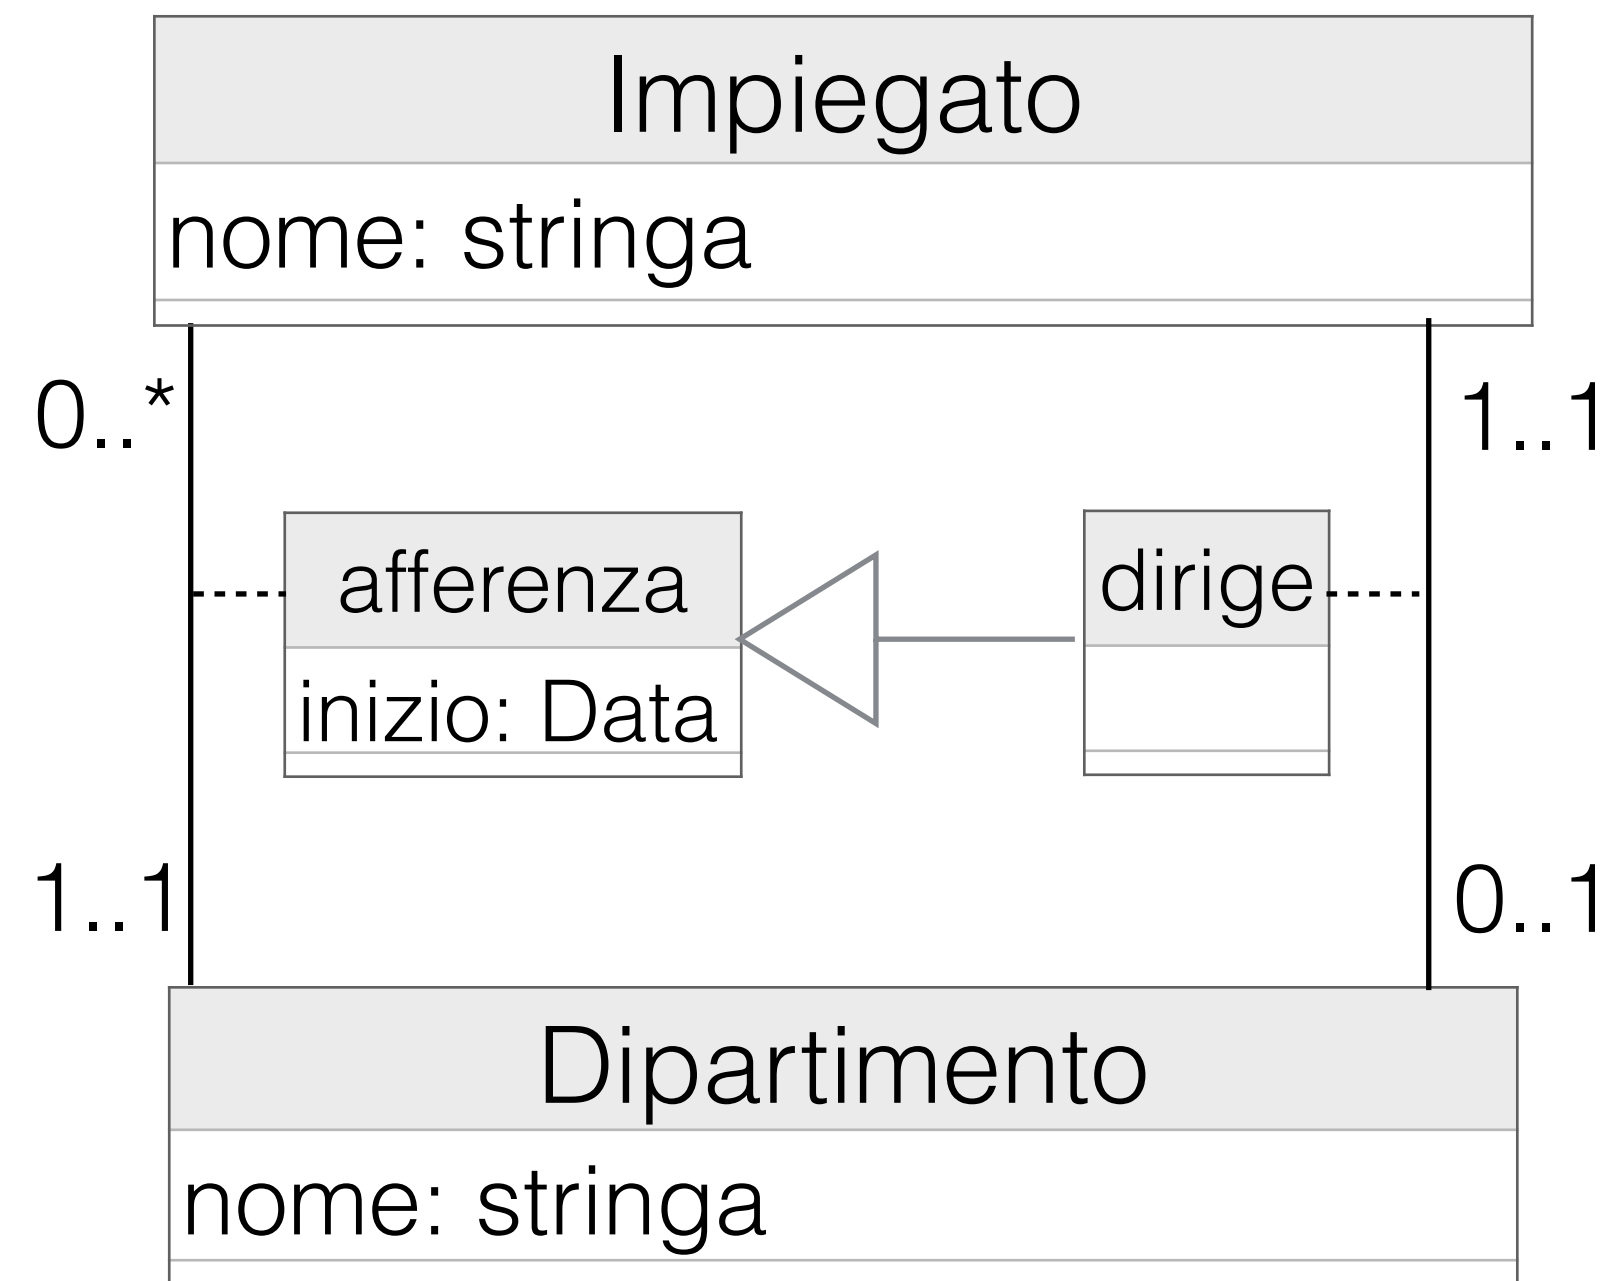 Impiegato
nome: stringa
0..*
1..1
afferenza
dirige
inizio: Data
1..1
0..1
Dipartimento
nome: stringa